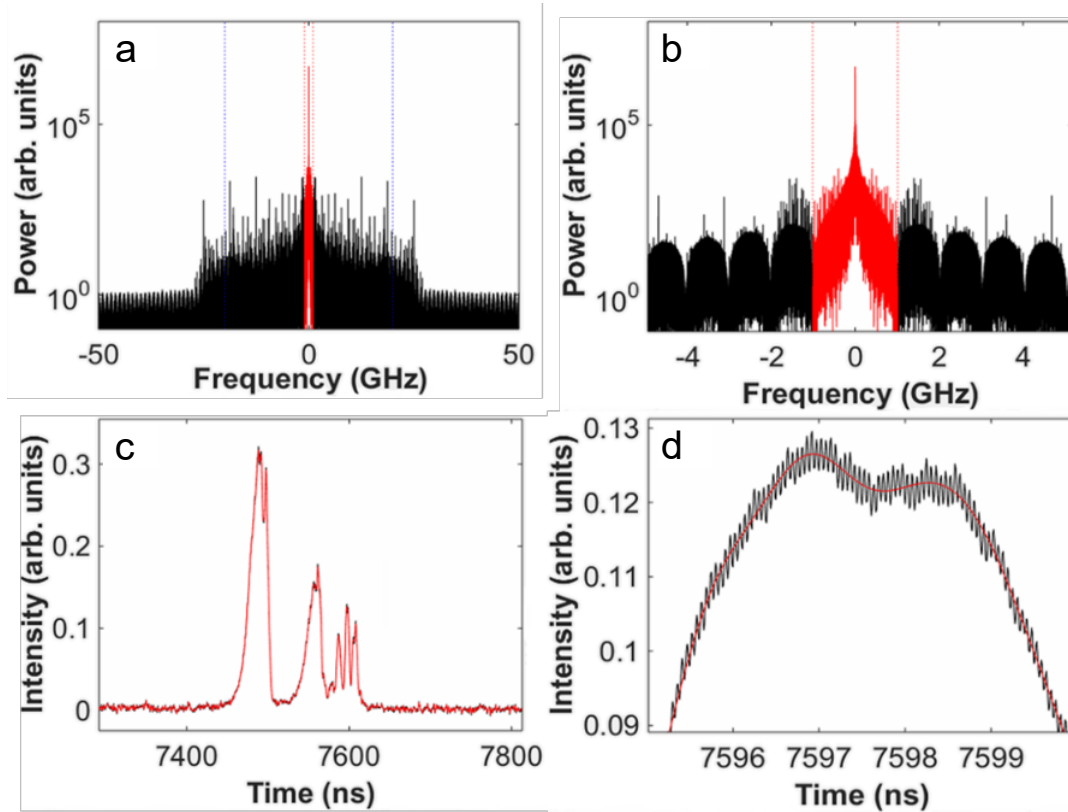 a
Power (arb. units)
10^5
10^0
-50
0
50
Frequency (GHz)
b
Power (arb. units)
10^5
10^0
-4
-2
0
2
4
Frequency (GHz)
c
Intensity (arb. units)
0.3
0.2
0.1
0
7400
7600
7800
Time (ns)
d
Intensity (arb. units)
0.13
0.12
0.11
0.1
0.09
7596
7597
7598
7599
Time (ns)